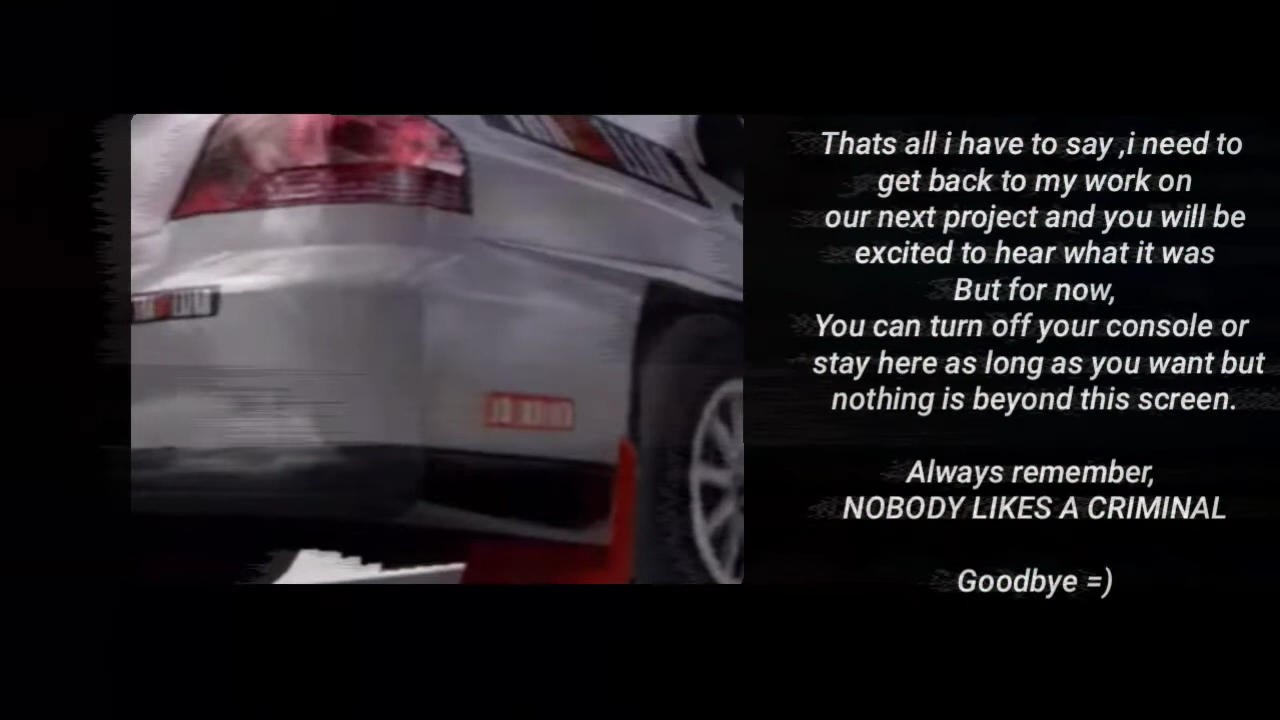 Thats all i have to say ,i need to
get back to my work on
our next project and you will be
excited to hear what it was
But for now,
You can turn off your console or
stay here as long as you want but
nothing is beyond this screen.
Always remember,
NOBODY LIKES A CRIMINAL
Goodbye =)